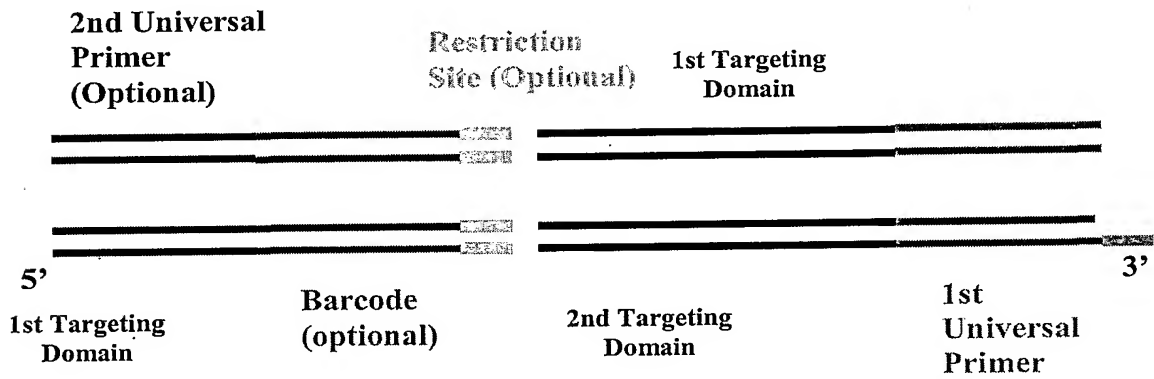 2nd Universal
Primer
(Optional)
Restriction
Site (Optional)
1st Targeting
Domain
5'
3'
1st Targeting
Domain
Barcode
(optional)
2nd Targeting
Domain
1st
Universal
Primer